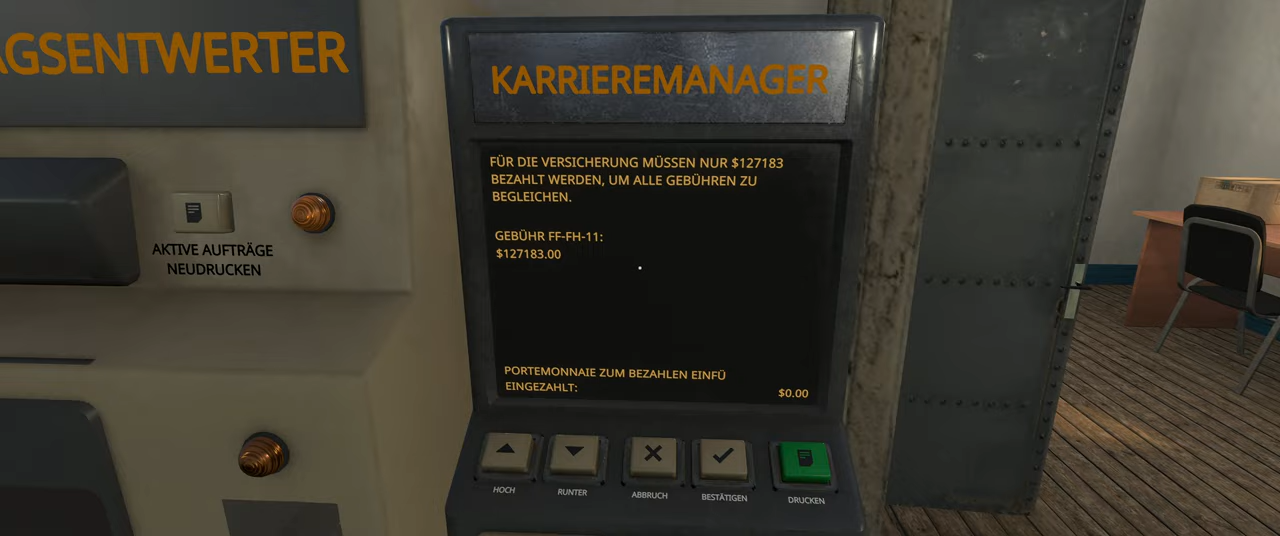 AGSENTWERTER
AKTIVE AUFTRÄGE
NEUDRUCKEN
KARRIEREMANAGER
FÜR DIE VERSICHERUNG MÜSSEN NUR $127183
BEZAHLT WERDEN, UM ALLE GEBÜHREN ZU
BEGLEICHEN.
GEBÜHR FF-FH-11:
$127183.00
PORTEMONNAIE ZUM BEZAHLEN EINFÜ
EINGEZAHLT: $0.00
HOCH
RUNTER
ABBRUCH
BESTÄTIGEN
DRUCKEN